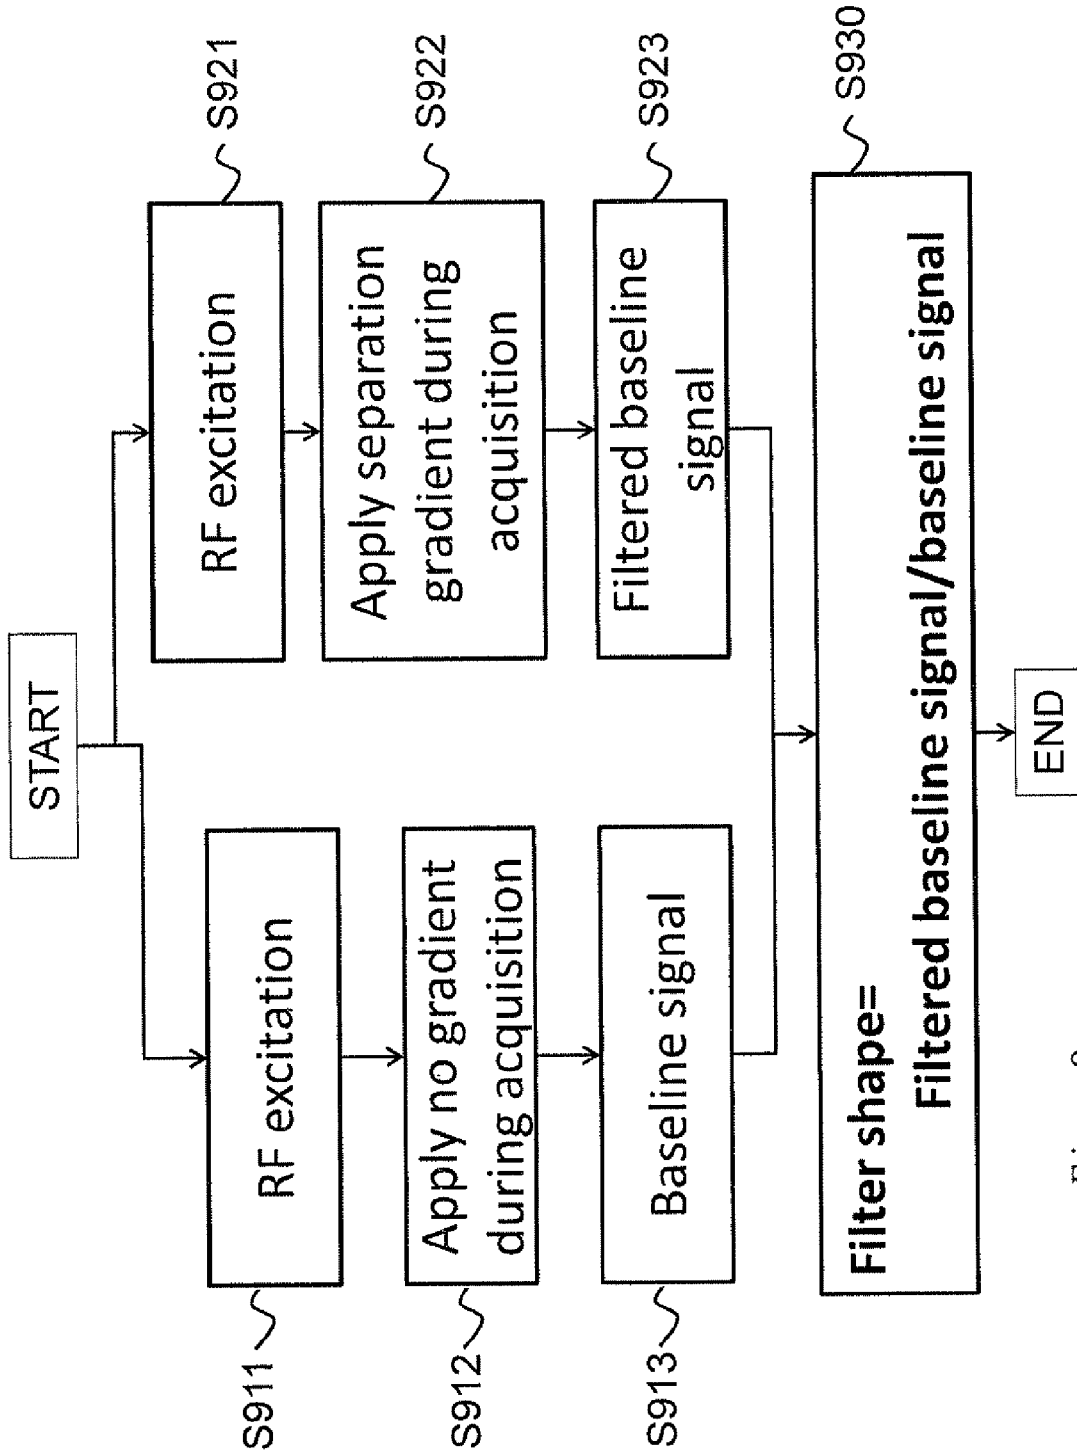 START
S911
RF excitation
S912
Apply no gradient
during acquisition
S913
Baseline signal
RF excitation
S921
Apply separation
gradient during
acquisition
S922
Filtered baseline
signal
S923
Filter shape=
Filtered baseline signal/baseline signal
S930
END